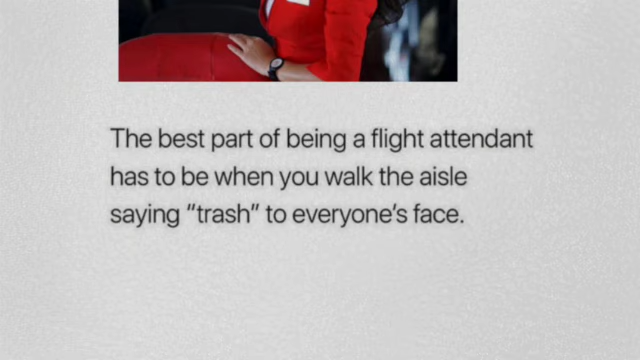 The best part of being a flight attendant
has to be when you walk the aisle
saying “trash” to everyone’s face.